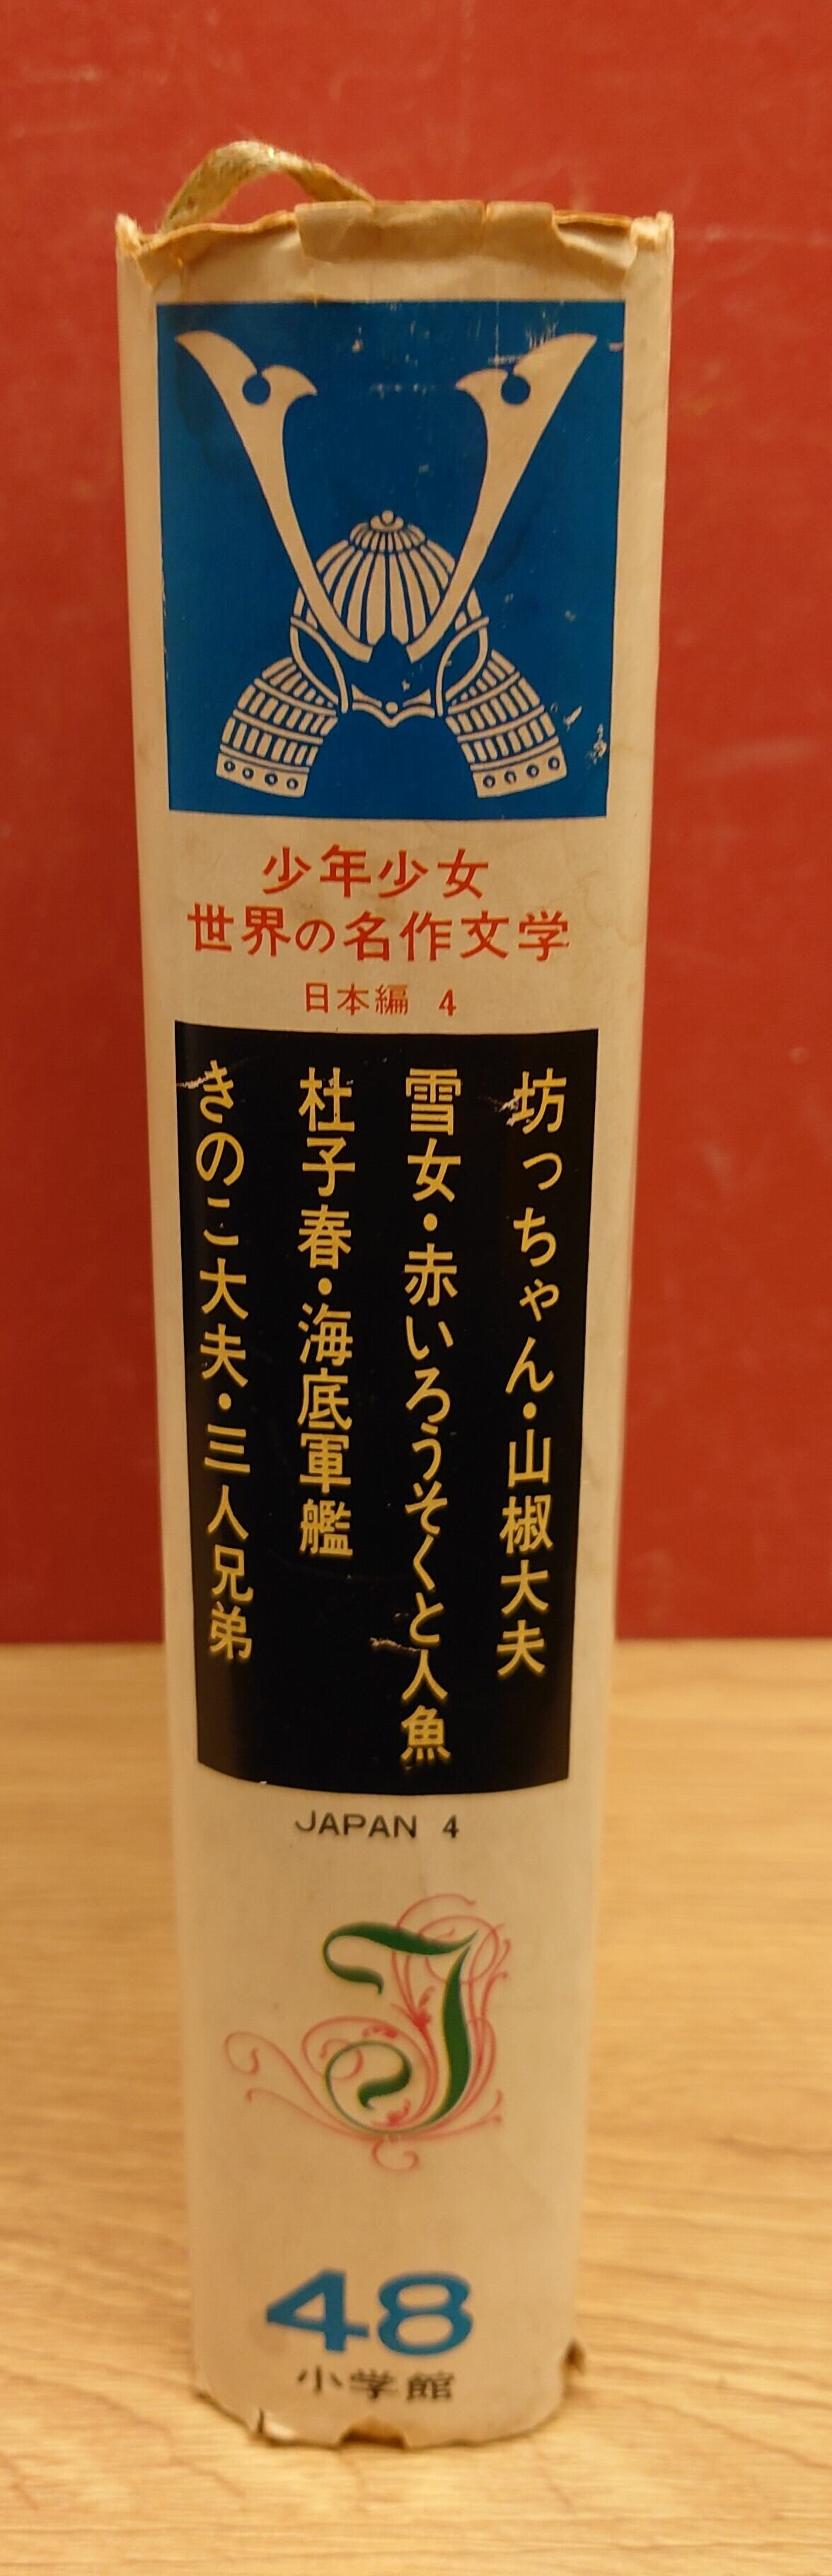 少年少女
世界の名作文学
日本編 4
坊っちゃん・山椒大夫
雪女・赤いろうそくと人魚
杜子春・海底軍艦
きのこ大夫・三人兄弟
JAPAN 4
J
48
小学館